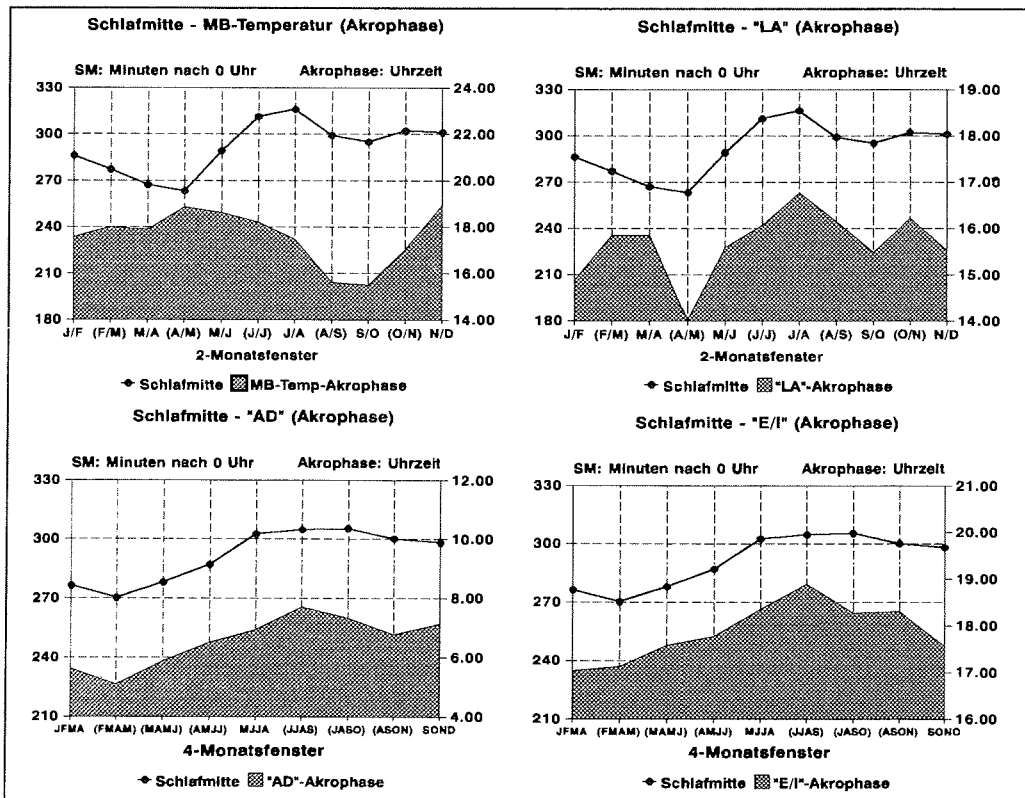 Schlafmitte - MB-Temperatur (Akrophase)
SM: Minuten nach 0 Uhr Akrophase: Uhrzeit
330 24.00
300 22.00
270 20.00
240 18.00
210 16.00
180 14.00
J/F (F/M) M/A (A/M) M/J (J/J) J/A (A/S) S/O (O/N) N/D
2-Monatsfenster
Schlafmitte MB-Temp-Akrophase
Schlafmitte - "LA" (Akrophase)
SM: Minuten nach 0 Uhr Akrophase: Uhrzeit
330 19.00
300 18.00
270 17.00
240 16.00
210 15.00
180 14.00
J/F (F/M) M/A (A/M) M/J (J/J) J/A (A/S) S/O (O/N) N/D
2-Monatsfenster
Schlafmitte "LA"-Akrophase
Schlafmitte - "AD" (Akrophase)
SM: Minuten nach 0 Uhr Akrophase: Uhrzeit
330 12.00
300 10.00
270 8.00
240 6.00
210 4.00
JFMA (FMAM) (MAMJ) (AMJJ) MJJA (JJAS) (JASO) (ASON) SOND
4-Monatsfenster
Schlafmitte "AD"-Akrophase
Schlafmitte - "E/I" (Akrophase)
SM: Minuten nach 0 Uhr Akrophase: Uhrzeit
330 21.00
300 20.00
270 19.00
240 18.00
210 17.00
16.00
JFMA (FMAM) (MAMJ) (AMJJ) MJJA (JJAS) (JASO) (ASON) SOND
4-Monatsfenster
Schlafmitte "E/I"-Akrophase